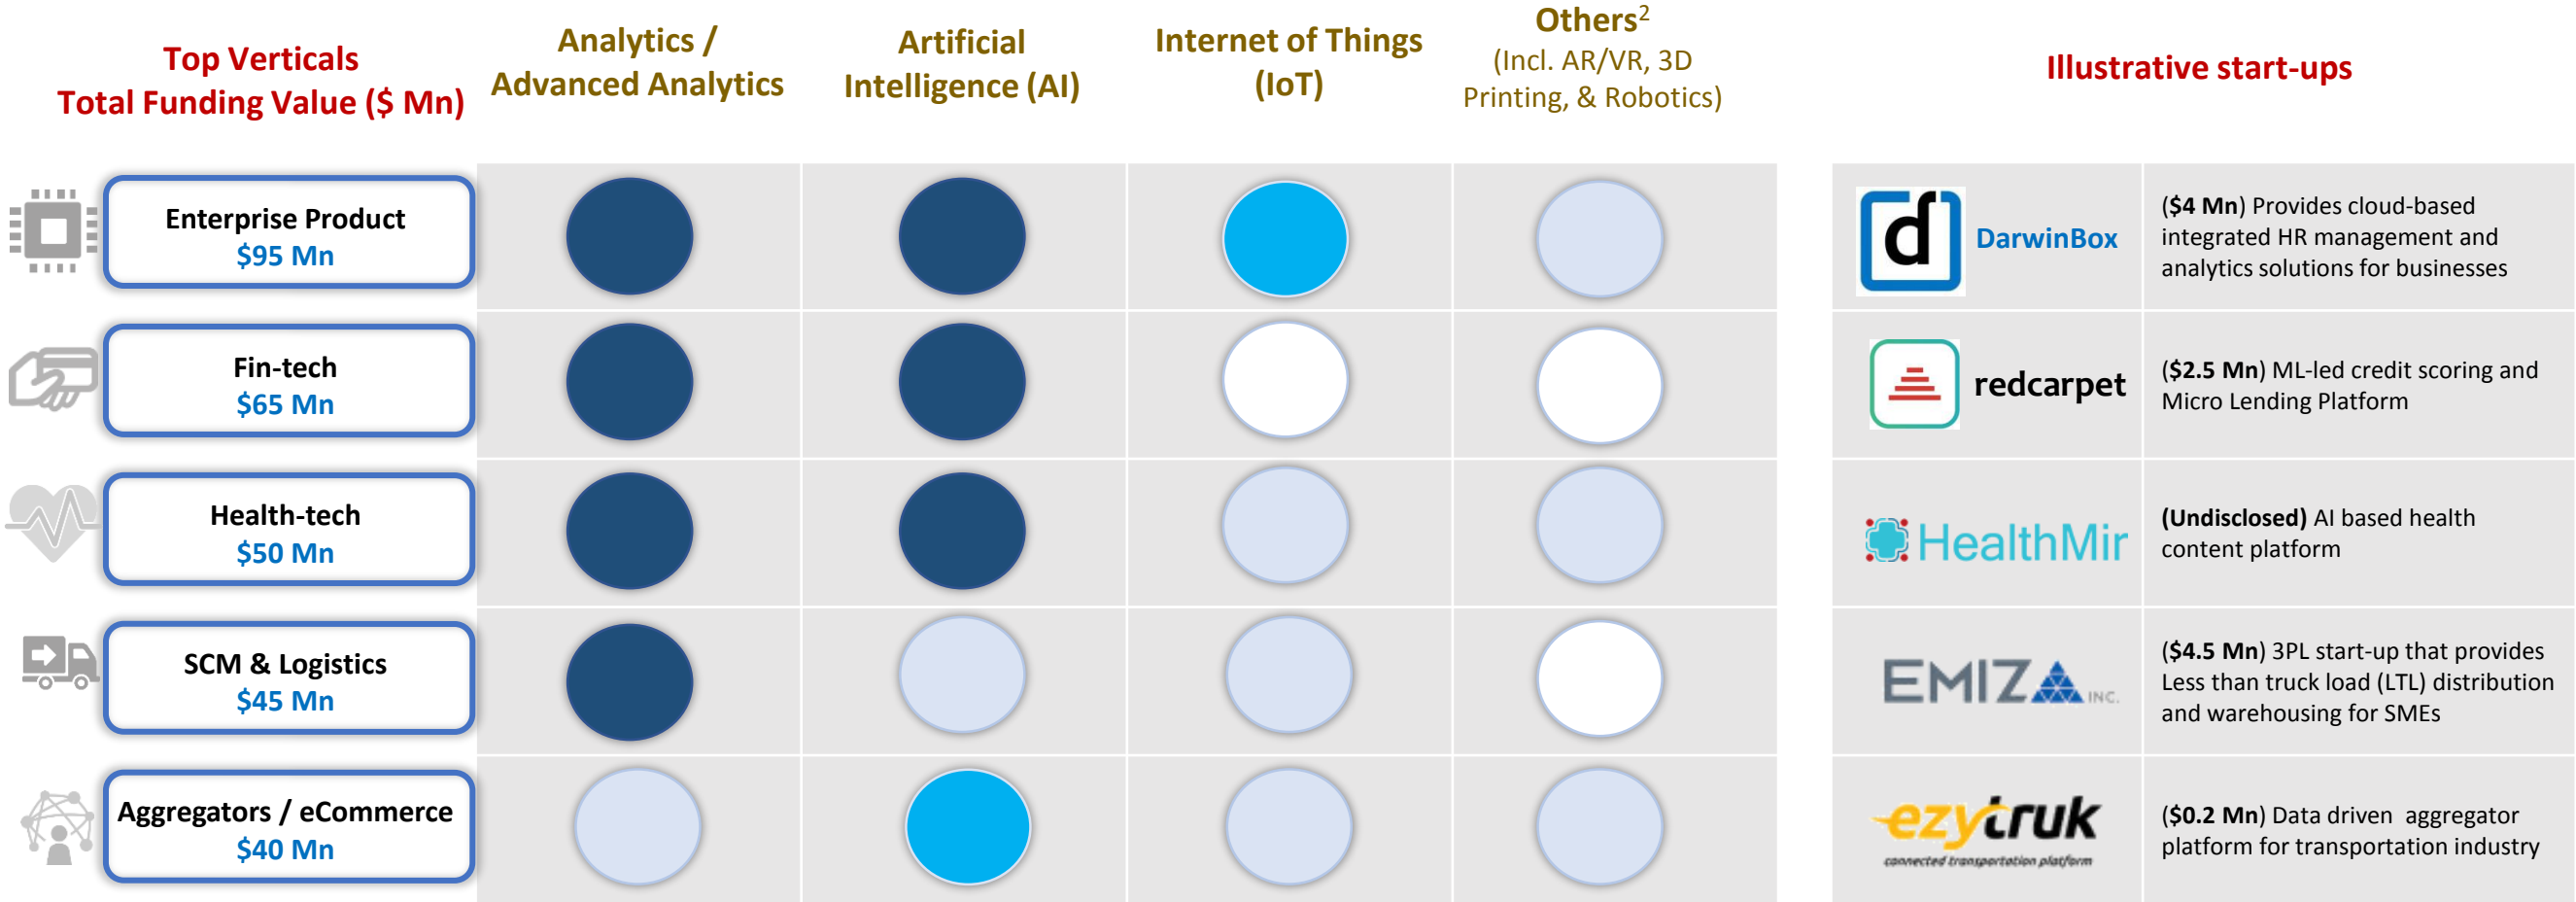 Top Verticals
Total Funding Value ($ Mn)
Analytics /
Advanced Analytics
Artificial
Intelligence (AI)
Internet of Things
(IoT)
Others²
(Incl. AR/VR, 3D
Printing, & Robotics)
Illustrative start-ups
Enterprise Product
$95 Mn
d DarwinBox
($4 Mn) Provides cloud-based
integrated HR management and
analytics solutions for businesses
Fin-tech
$65 Mn
redcarpet
($2.5 Mn) ML-led credit scoring and
Micro Lending Platform
Health-tech
$50 Mn
HealthMir
(Undisclosed) AI based health
content platform
SCM & Logistics
$45 Mn
EMIZA INC.
($4.5 Mn) 3PL start-up that provides
Less than truck load (LTL) distribution
and warehousing for SMEs
Aggregators / eCommerce
$40 Mn
ezytruk
connected transportation platform
($0.2 Mn) Data driven aggregator
platform for transportation industry